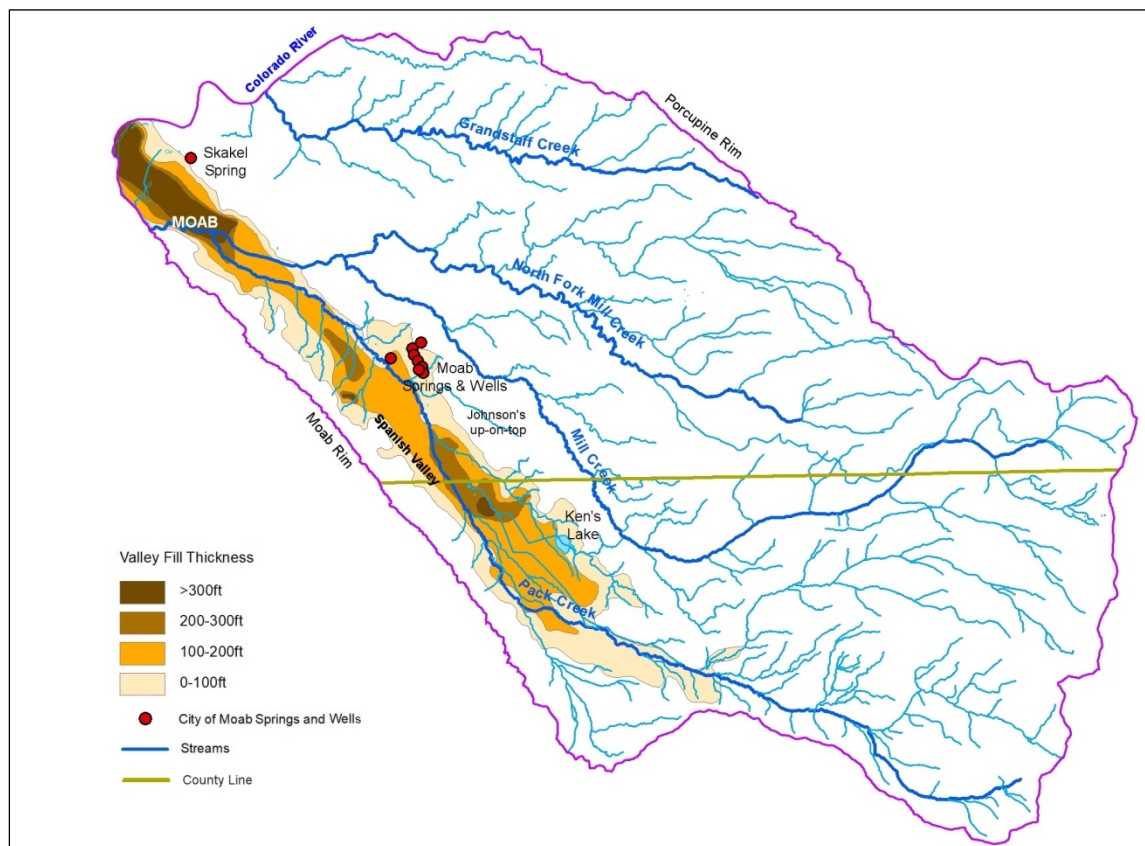 Colorado River
Porcupine Rim
Grandstaff Creek
Skakel
Spring
MOAB
North Fork Mill Creek
Moab
Springs & Wells
Johnson's
up-on-top
Moab Rim
Spanish Valley
Mill Creek
Ken's
Lake
Pack Creek
Valley Fill Thickness
>300ft
200-300ft
100-200ft
0-100ft
City of Moab Springs and Wells
Streams
County Line